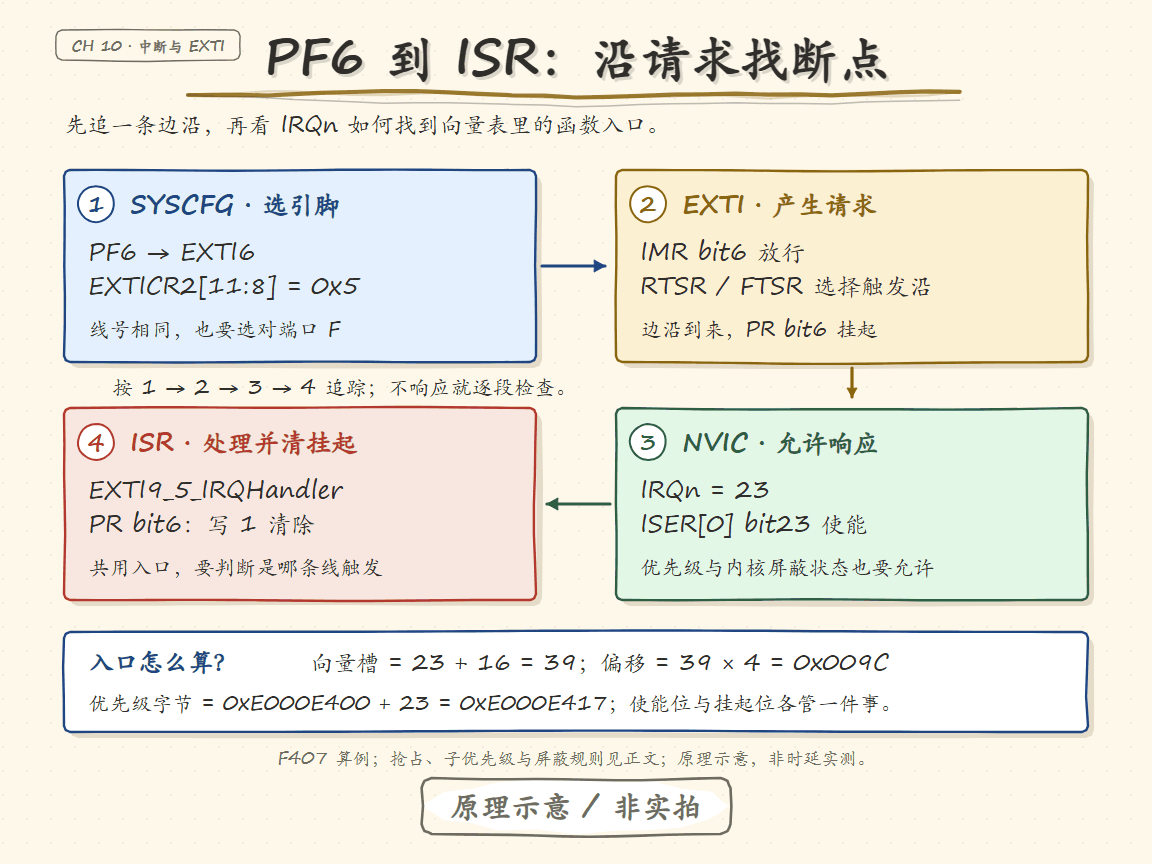 CH 10 · 中断与 EXTI
PF6 到 ISR：沿请求找断点
先追一条边沿，再看 IRQn 如何找到向量表里的函数入口。
1 SYSCFG · 选引脚
PF6 → EXTI6
EXTICR2[11:8] = 0x5
线号相同，也要选对端口 F
2 EXTI · 产生请求
IMR bit6 放行
RTSR / FTSR 选择触发沿
边沿到来，PR bit6 挂起
按 1 → 2 → 3 → 4 追踪；不响应就逐段检查。
3 NVIC · 允许响应
IRQn = 23
ISER[0] bit23 使能
优先级与内核屏蔽状态也要允许
4 ISR · 处理并清挂起
EXTI9_5_IRQHandler
PR bit6：写 1 清除
共用入口，要判断是哪条线触发
入口怎么算？ 向量槽 = 23 + 16 = 39；偏移 = 39 × 4 = 0x009C
优先级字节 = 0xE000E400 + 23 = 0xE000E417；使能位与挂起位各管一件事。
F407 算例；抢占、子优先级与屏蔽规则见正文；原理示意，非时延实测。
原理示意 / 非实拍